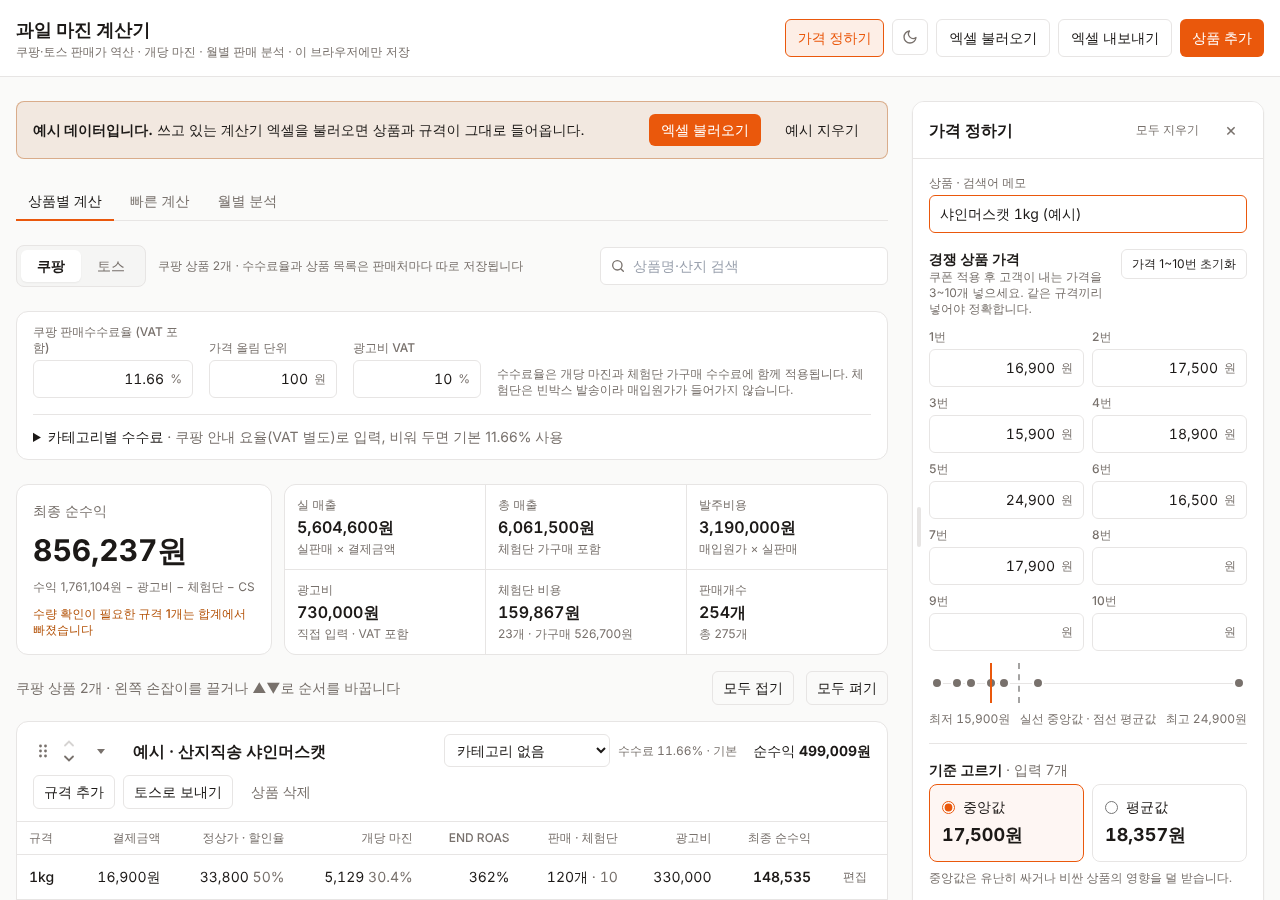 과일 마진 계산기
쿠팡·토스 판매가 역산 · 개당 마진 · 월별 판매 분석 · 이 브라우저에만 저장
가격 정하기
엑셀 불러오기
엑셀 내보내기
상품 추가
예시 데이터입니다. 쓰고 있는 계산기 엑셀을 불러오면 상품과 규격이 그대로 들어옵니다.
엑셀 불러오기
예시 지우기
상품별 계산
빠른 계산
월별 분석
쿠팡
토스
쿠팡 상품 2개 · 수수료율과 상품 목록은 판매처마다 따로 저장됩니다
상품명·산지 검색
쿠팡 판매수수료율 (VAT 포
함)
11.66 %
가격 올림 단위
100 원
광고비 VAT
10 %
수수료율은 개당 마진과 체험단 가구매 수수료에 함께 적용됩니다. 체
험단은 빈박스 발송이라 매입원가가 들어가지 않습니다.
▶ 카테고리별 수수료 · 쿠팡 안내 요율(VAT 별도)로 입력, 비워 두면 기본 11.66% 사용
최종 순수익
856,237원
수익 1,761,104원 − 광고비 − 체험단 − CS
수량 확인이 필요한 규격 1개는 합계에서
빠졌습니다
실 매출
5,604,600원
실판매 × 결제금액
총 매출
6,061,500원
체험단 가구매 포함
발주비용
3,190,000원
매입원가 × 실판매
광고비
730,000원
직접 입력 · VAT 포함
체험단 비용
159,867원
23개 · 가구매 526,700원
판매개수
254개
총 275개
쿠팡 상품 2개 · 왼쪽 손잡이를 끌거나 ▲▼로 순서를 바꿉니다
모두 접기
모두 펴기
예시 · 산지직송 샤인머스캣
카테고리 없음
수수료 11.66% · 기본
순수익 499,009원
규격 추가
토스로 보내기
상품 삭제
규격 결제금액 정상가 · 할인율 개당 마진 END ROAS 판매 · 체험단 광고비 최종 순수익
1kg 16,900원 33,800 50% 5,129 30.4% 362% 120개 · 10 330,000 148,535 편집
가격 정하기
모두 지우기
✕
상품 · 검색어 메모
샤인머스캣 1kg (예시)
경쟁 상품 가격
쿠폰 적용 후 고객이 내는 가격을
3~10개 넣으세요. 같은 규격끼리
넣어야 정확합니다.
가격 1~10번 초기화
1번
16,900 원
2번
17,500 원
3번
15,900 원
4번
18,900 원
5번
24,900 원
6번
16,500 원
7번
17,900 원
8번
원
9번
원
10번
원
최저 15,900원 실선 중앙값 · 점선 평균값 최고 24,900원
기준 고르기 · 입력 7개
중앙값
17,500원
평균값
18,357원
중앙값은 유난히 싸거나 비싼 상품의 영향을 덜 받습니다.